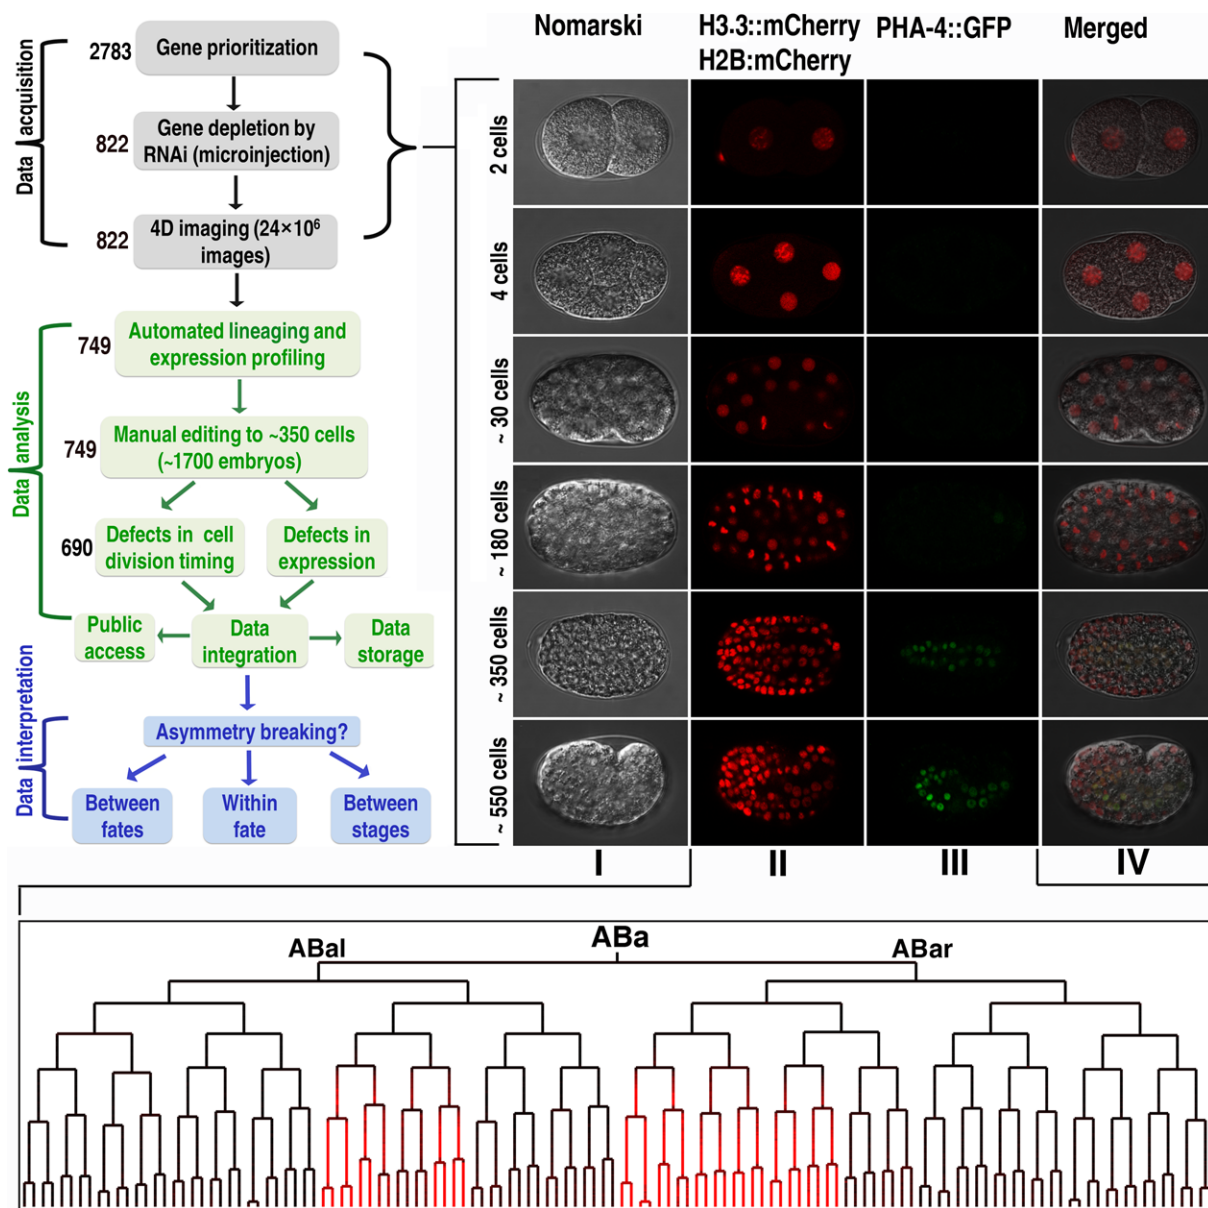 Data acquisition
2783
Gene prioritization
822
Gene depletion by
RNAi (microinjection)
822
4D imaging (24×10⁶
images)
Data analysis
749
Automated lineaging and
expression profiling
749
Manual editing to ~350 cells
(~1700 embryos)
690
Defects in cell
division timing
Defects in
expression
Public
access
Data
integration
Data
storage
Data interpretation
Asymmetry breaking?
Between
fates
Within
fate
Between
stages
Nomarski
H3.3::mCherry
H2B:mCherry
PHA-4::GFP
Merged
2 cells
4 cells
~ 30 cells
~ 180 cells
~ 350 cells
~ 550 cells
I
II
III
IV
ABa
ABal
ABar